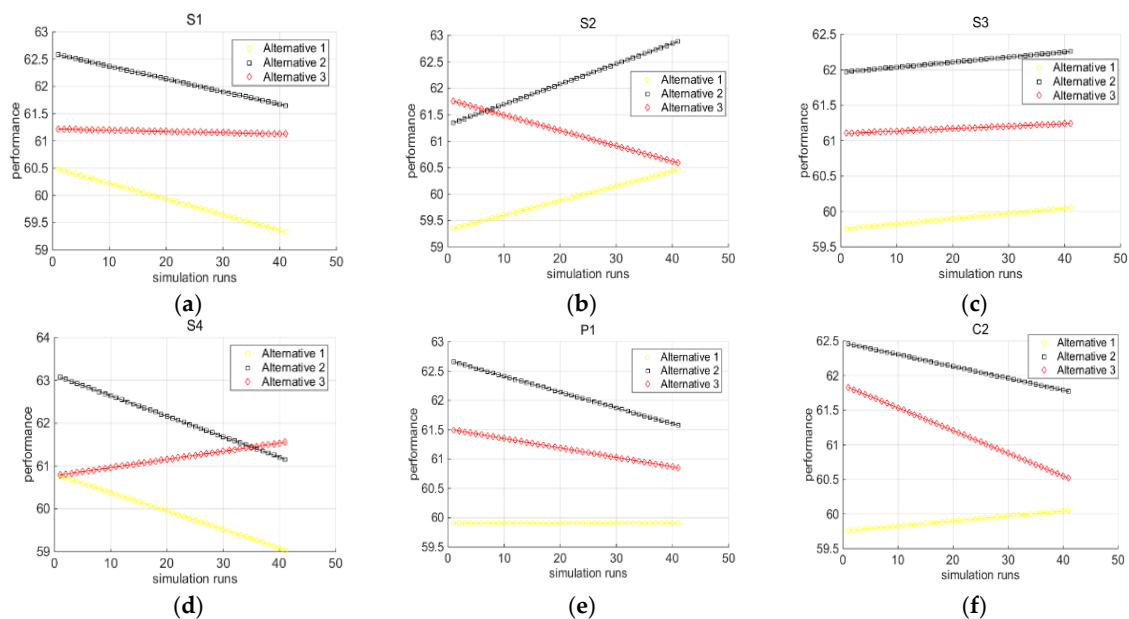 S1
63
62.5
62
61.5
61
60.5
60
59.5
59
performance
0 10 20 30 40 50
simulation runs
Alternative 1
Alternative 2
Alternative 3
(a)
S2
63
62.5
62
61.5
61
60.5
60
59.5
59
performance
0 10 20 30 40 50
simulation runs
Alternative 1
Alternative 2
Alternative 3
(b)
S3
62.5
62
61.5
61
60.5
60
59.5
performance
0 10 20 30 40 50
simulation runs
Alternative 1
Alternative 2
Alternative 3
(c)
S4
64
63
62
61
60
59
performance
0 10 20 30 40 50
simulation runs
Alternative 1
Alternative 2
Alternative 3
(d)
P1
63
62.5
62
61.5
61
60.5
60
59.5
performance
0 10 20 30 40 50
simulation runs
Alternative 1
Alternative 2
Alternative 3
(e)
C2
62.5
62
61.5
61
60.5
60
59.5
performance
0 10 20 30 40 50
simulation runs
Alternative 1
Alternative 2
Alternative 3
(f)